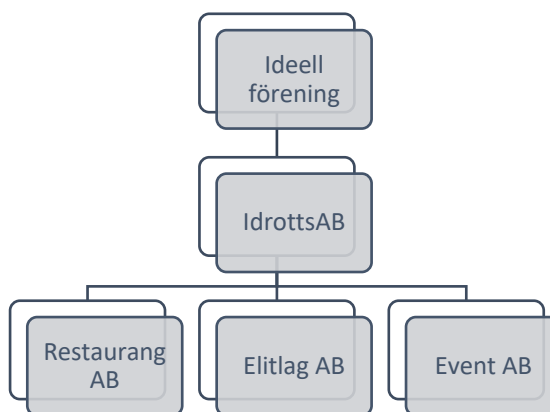 Ideell
förening
IdrottsAB
Restaurang
AB
Elitlag AB
Event AB